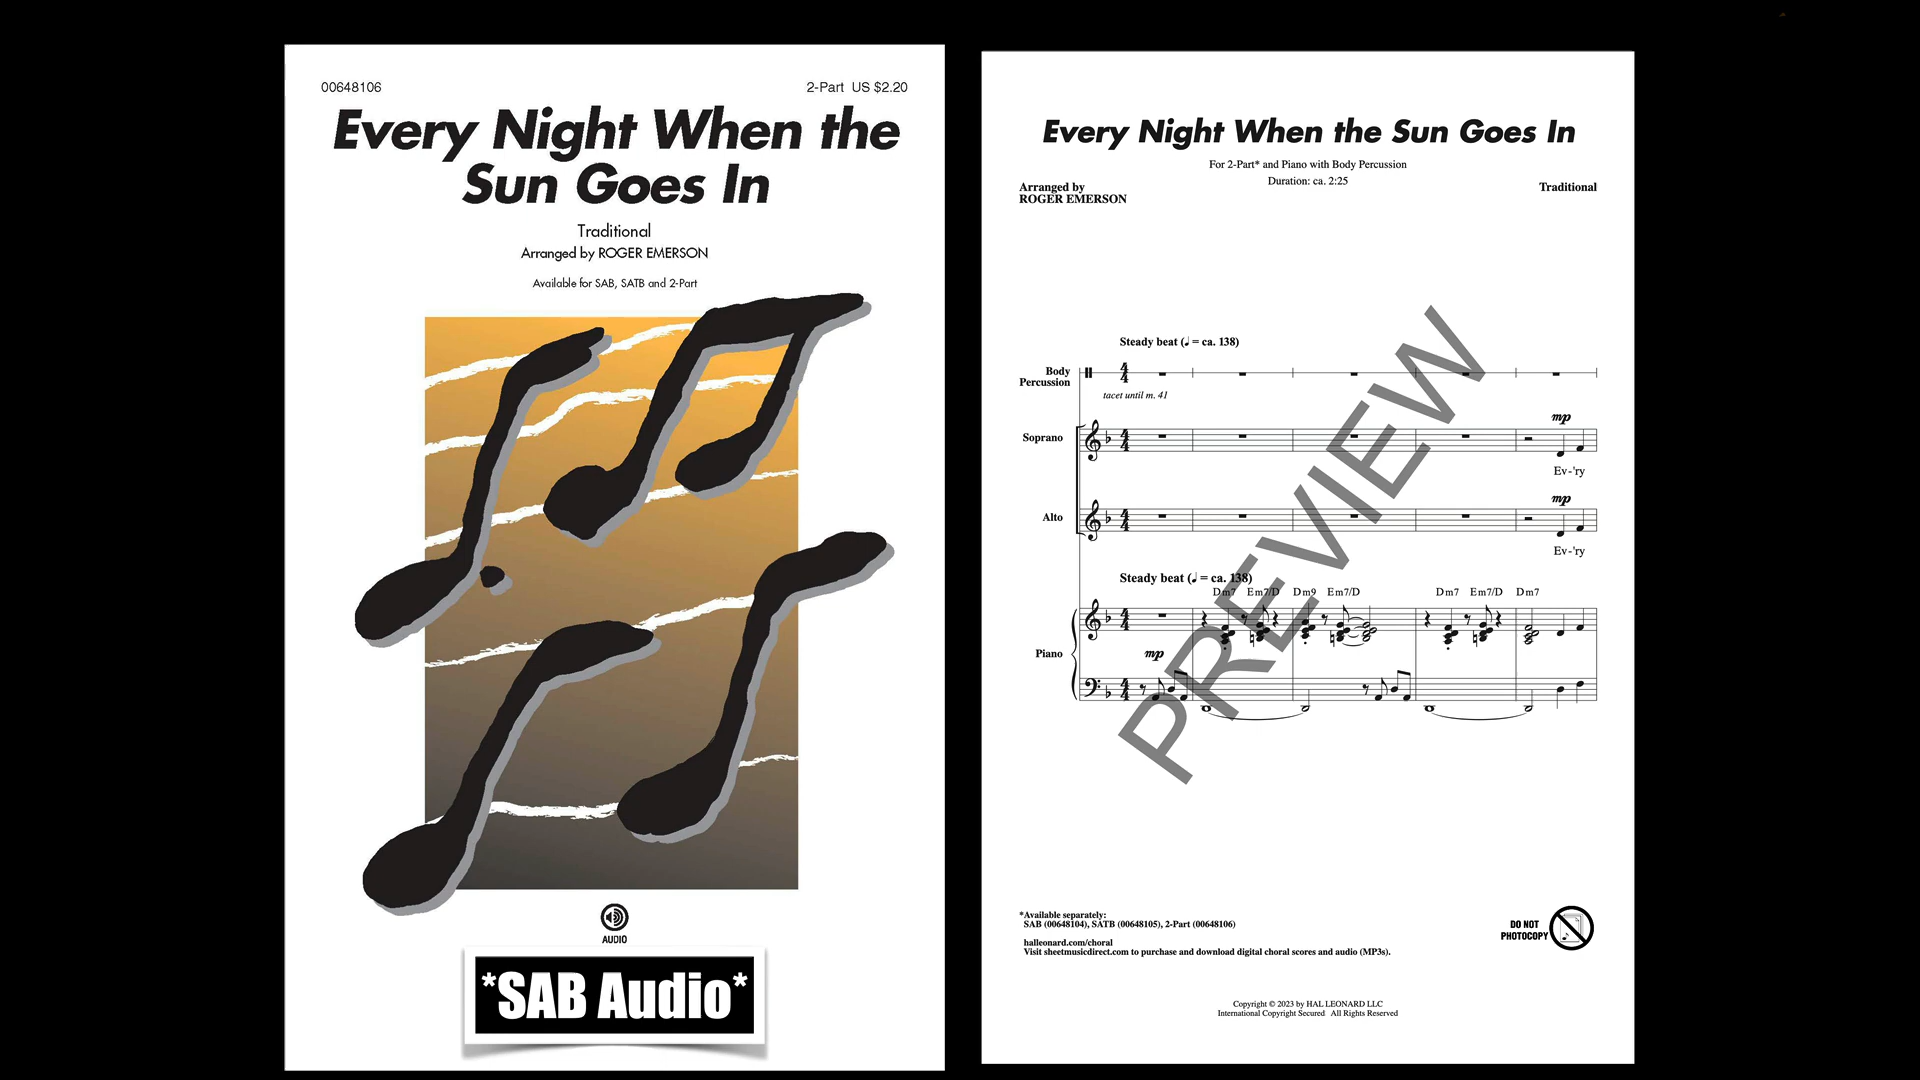 00648106
2-Part US $2.20
Every Night When the
Sun Goes In
Traditional
Arranged by ROGER EMERSON
Available for SAB, SATB and 2-Part
AUDIO
*SAB Audio*
Every Night When the Sun Goes In
For 2-Part* and Piano with Body Percussion
Duration: ca. 2:25
Arranged by
ROGER EMERSON
Traditional
Steady beat (♩ = ca. 138)
Body
Percussion
tacet until m. 41
mp
Soprano
Ev-'ry
mp
Alto
Ev-'ry
Steady beat (♩ = ca. 138)
Dm7 Em7/D Dm9 Em7/D Dm7 Em7/D Dm7
Piano
mp
PREVIEW
*Available separately:
SAB (00648104), SATB (00648105), 2-Part (00648106)
halleonard.com/choral
Visit sheetmusicdirect.com to purchase and download digital choral scores and audio (MP3s).
DO NOT
PHOTOCOPY
Copyright © 2023 by HAL LEONARD LLC
International Copyright Secured All Rights Reserved